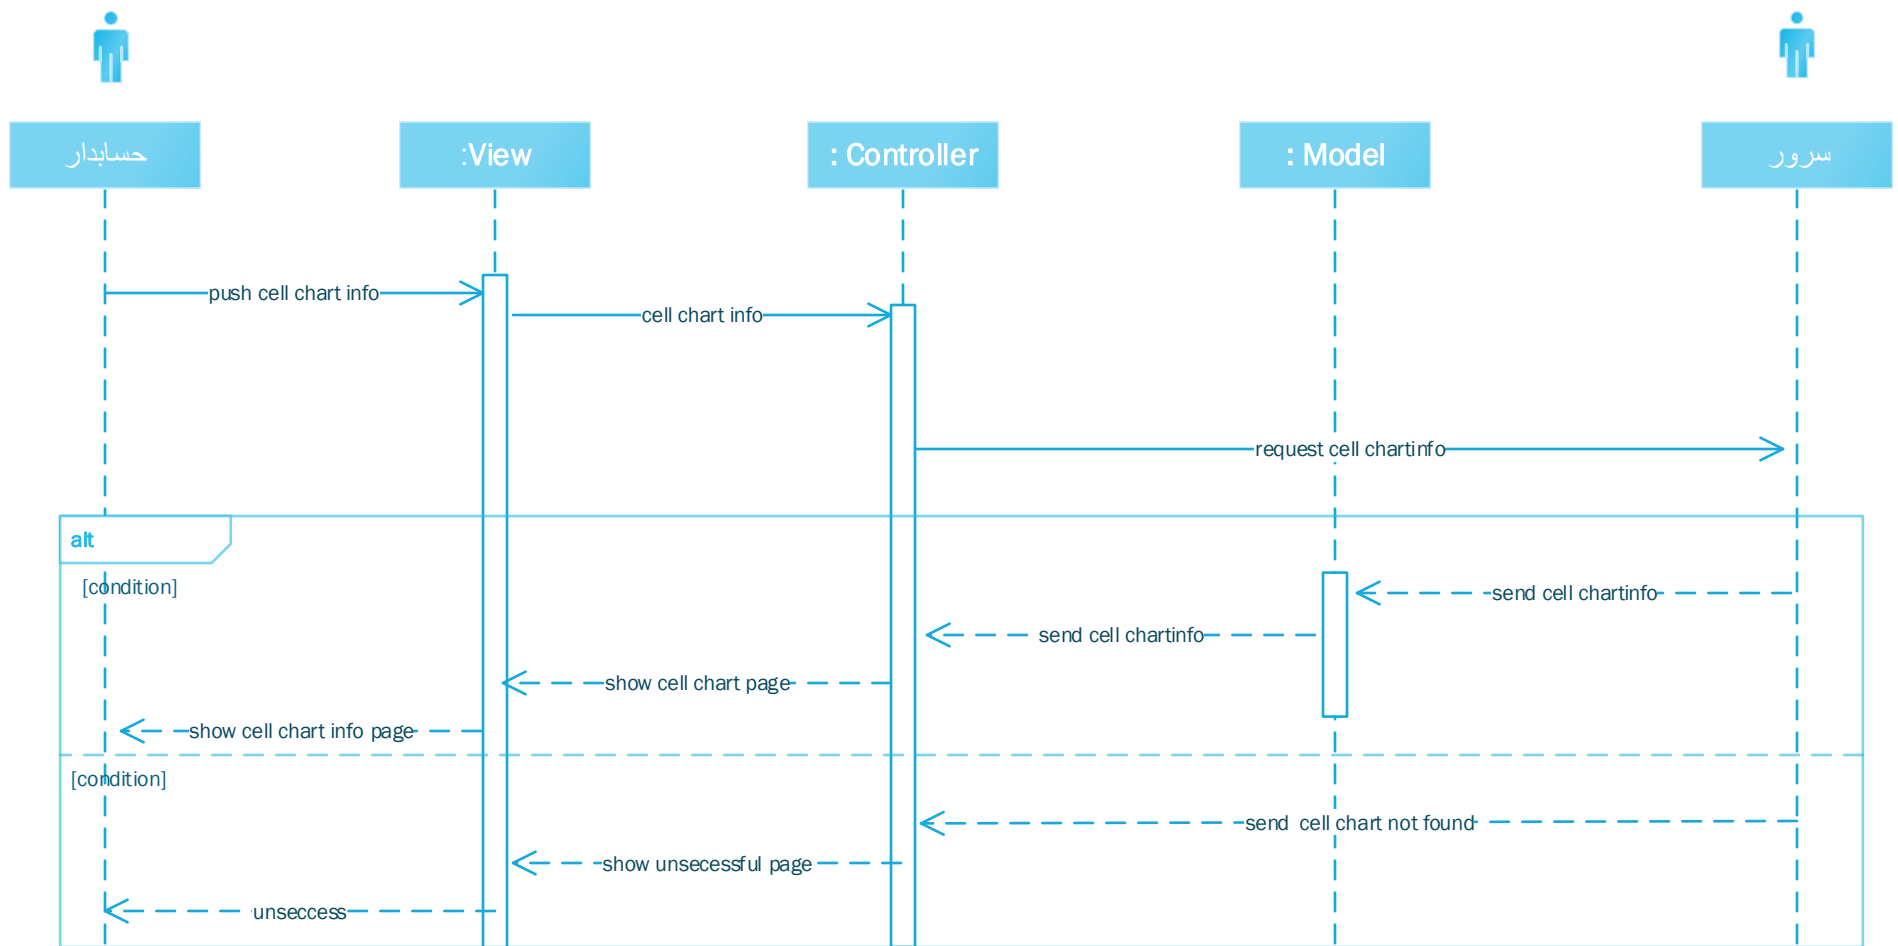 حسابدار
:View
: Controller
: Model
سرور
push cell chart info
cell chart info
request cell chartinfo
alt
[condition]
send cell chartinfo
send cell chartinfo
show cell chart page
show cell chart info page
[condition]
send cell chart not found
show unsecessful page
unseccess